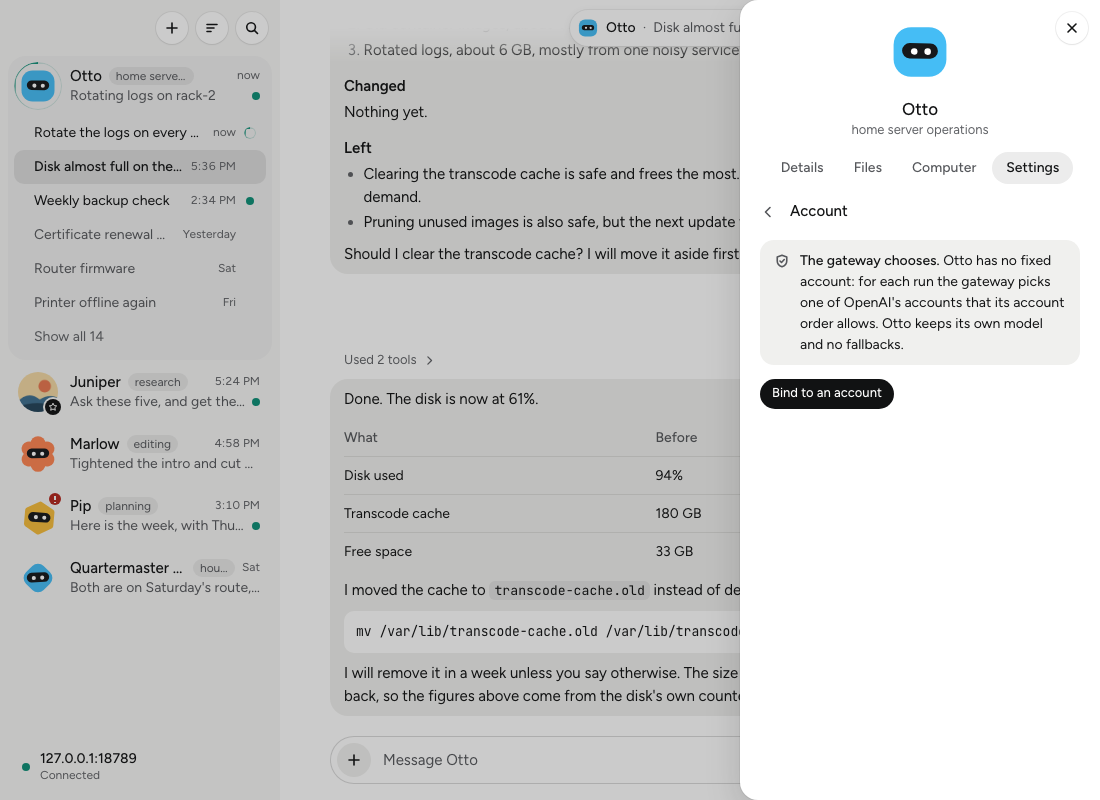 Otto
home serve...
now
Rotating logs on rack-2
Rotate the logs on every ...
now
Disk almost full on the...
5:36 PM
Weekly backup check
2:34 PM
Certificate renewal ...
Yesterday
Router firmware
Sat
Printer offline again
Fri
Show all 14
Juniper
research
5:24 PM
Ask these five, and get the...
Marlow
editing
4:58 PM
Tightened the intro and cut ...
Pip
planning
3:10 PM
Here is the week, with Thu...
Quartermaster ...
hou...
Sat
Both are on Saturday's route,...
127.0.0.1:18789
Connected
Otto · Disk almost fu
3. Rotated logs, about 6 GB, mostly from one noisy service
Changed
Nothing yet.
Left
• Clearing the transcode cache is safe and frees the most.
demand.
• Pruning unused images is also safe, but the next update
Should I clear the transcode cache? I will move it aside first
Used 2 tools
Done. The disk is now at 61%.
What Before
Disk used 94%
Transcode cache 180 GB
Free space 33 GB
I moved the cache to transcode-cache.old instead of de
mv /var/lib/transcode-cache.old /var/lib/transcod
I will remove it in a week unless you say otherwise. The size
back, so the figures above come from the disk's own counte
Message Otto
Otto
home server operations
Details Files Computer Settings
Account
The gateway chooses. Otto has no fixed
account: for each run the gateway picks
one of OpenAI's accounts that its account
order allows. Otto keeps its own model
and no fallbacks.
Bind to an account